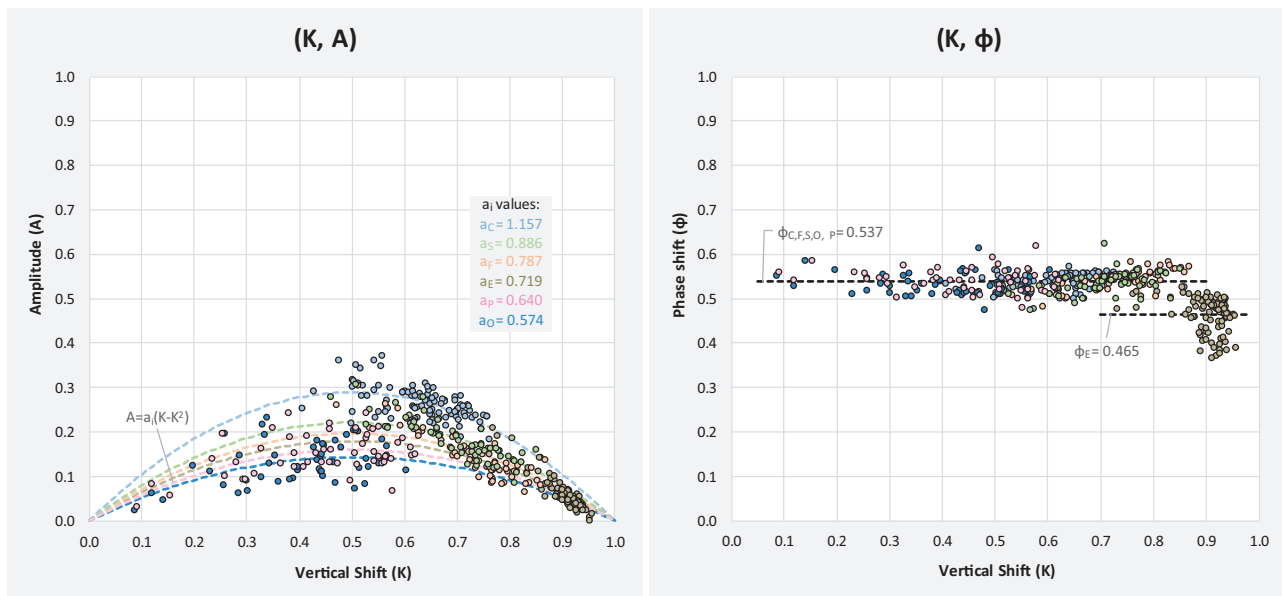 (K, A)
1.0
0.9
0.8
0.7
0.6
0.5
0.4
0.3
0.2
0.1
0.0
0.0 0.1 0.2 0.3 0.4 0.5 0.6 0.7 0.8 0.9 1.0
Amplitude (A)
Vertical Shift (K)
A=aᵢ(K-K²)
aᵢ values:
a_C = 1.157
a_S = 0.886
a_F = 0.787
a_E = 0.719
a_P = 0.640
a_O = 0.574
(K, ϕ)
1.0
0.9
0.8
0.7
0.6
0.5
0.4
0.3
0.2
0.1
0.0
0.0 0.1 0.2 0.3 0.4 0.5 0.6 0.7 0.8 0.9 1.0
Phase shift (ϕ)
Vertical Shift (K)
ϕ_C,F,S,O, P = 0.537
ϕ_E = 0.465